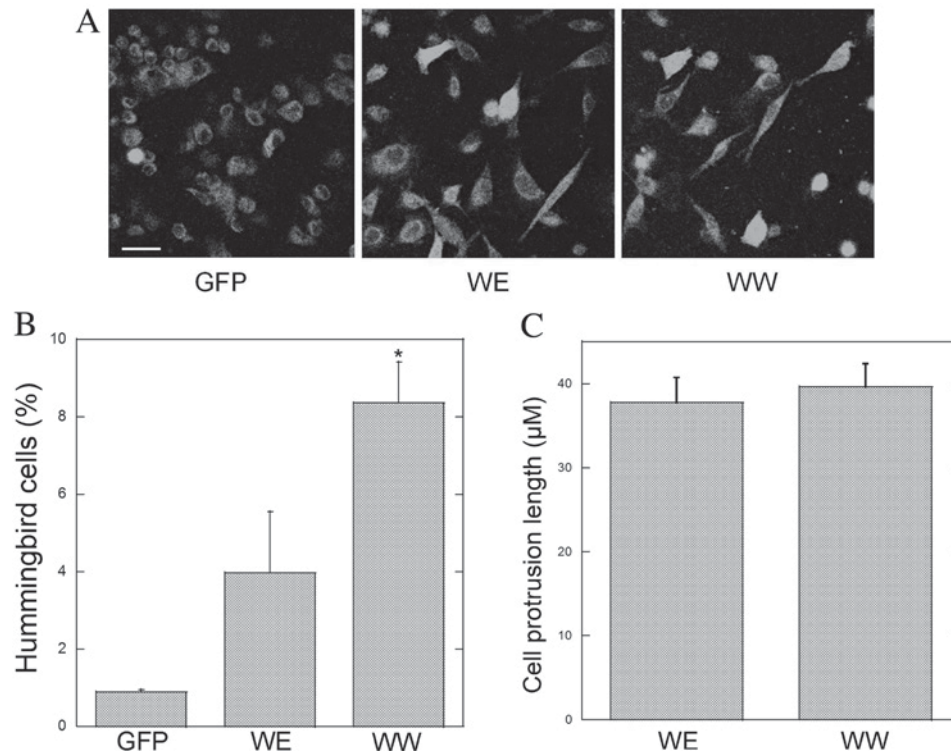 A
GFP
WE
WW
B
Hummingbird cells (%)
10
8
6
4
2
0
*
GFP
WE
WW
C
Cell protrusion length (µM)
40
30
20
10
0
WE
WW